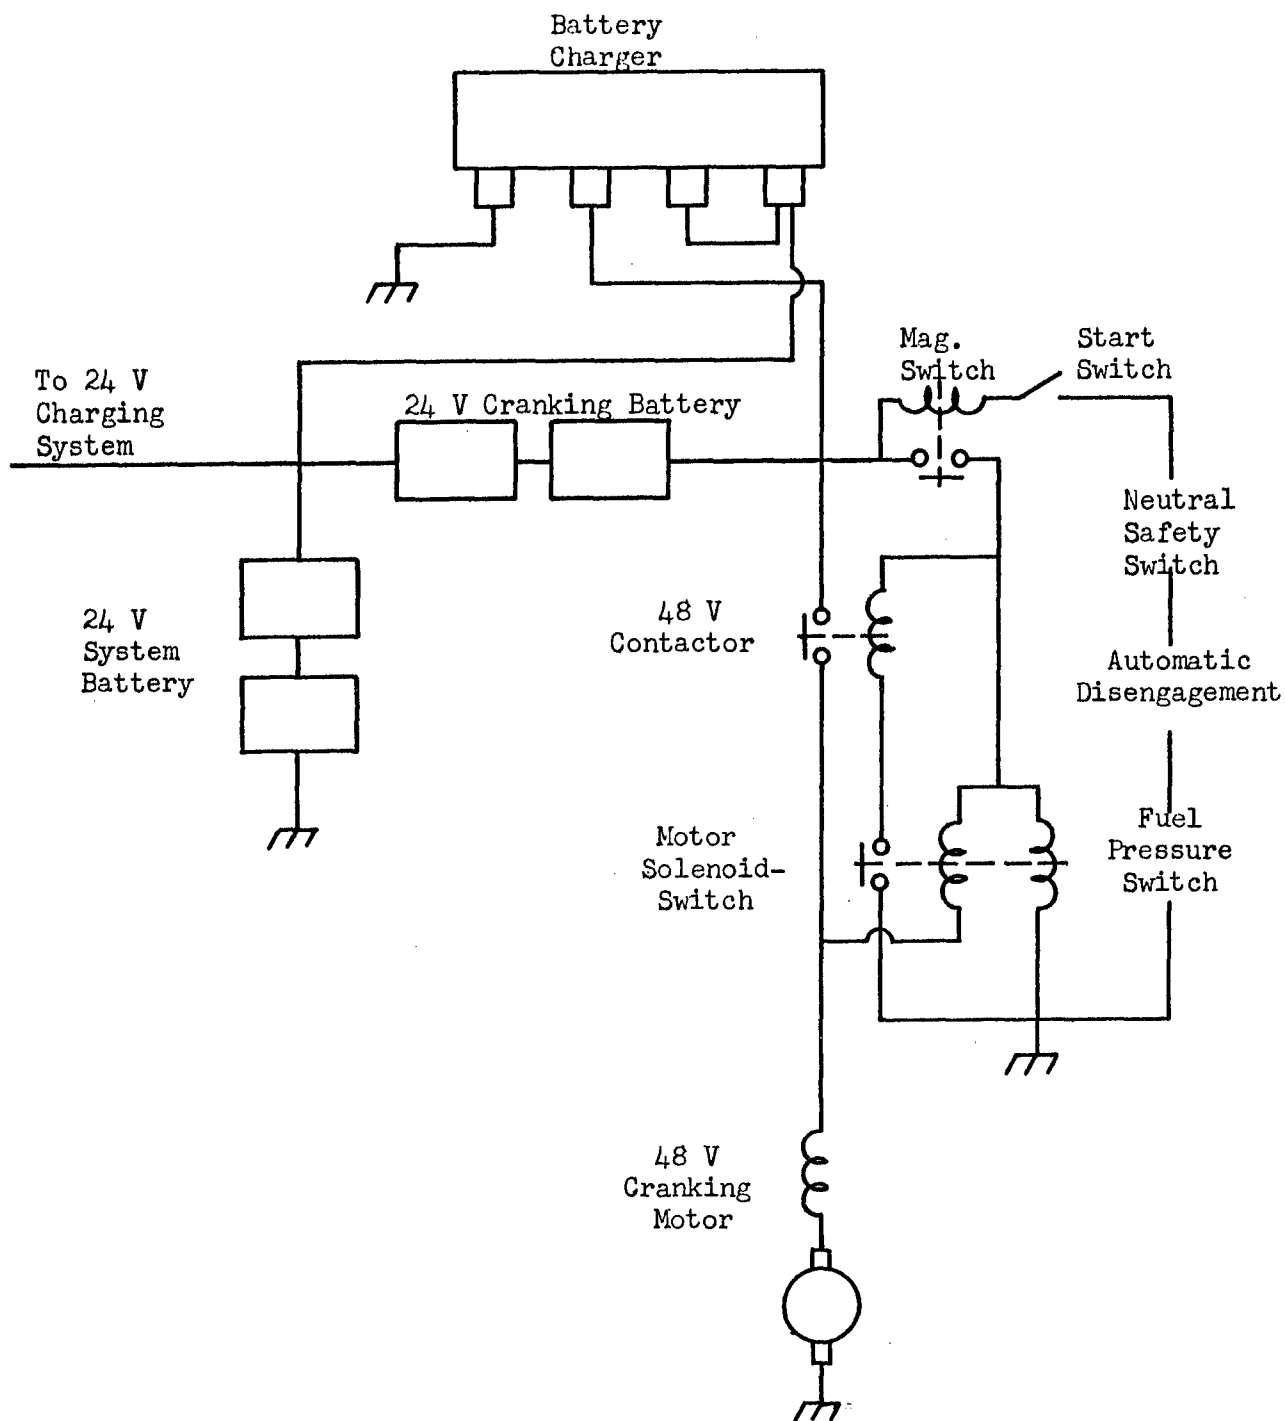 Battery
Charger
Mag.
Switch
Start
Switch
To 24 V
Charging
System
24 V Cranking Battery
Neutral
Safety
Switch
24 V
System
Battery
48 V
Contactor
Automatic
Disengagement
Motor
Solenoid-
Switch
Fuel
Pressure
Switch
48 V
Cranking
Motor